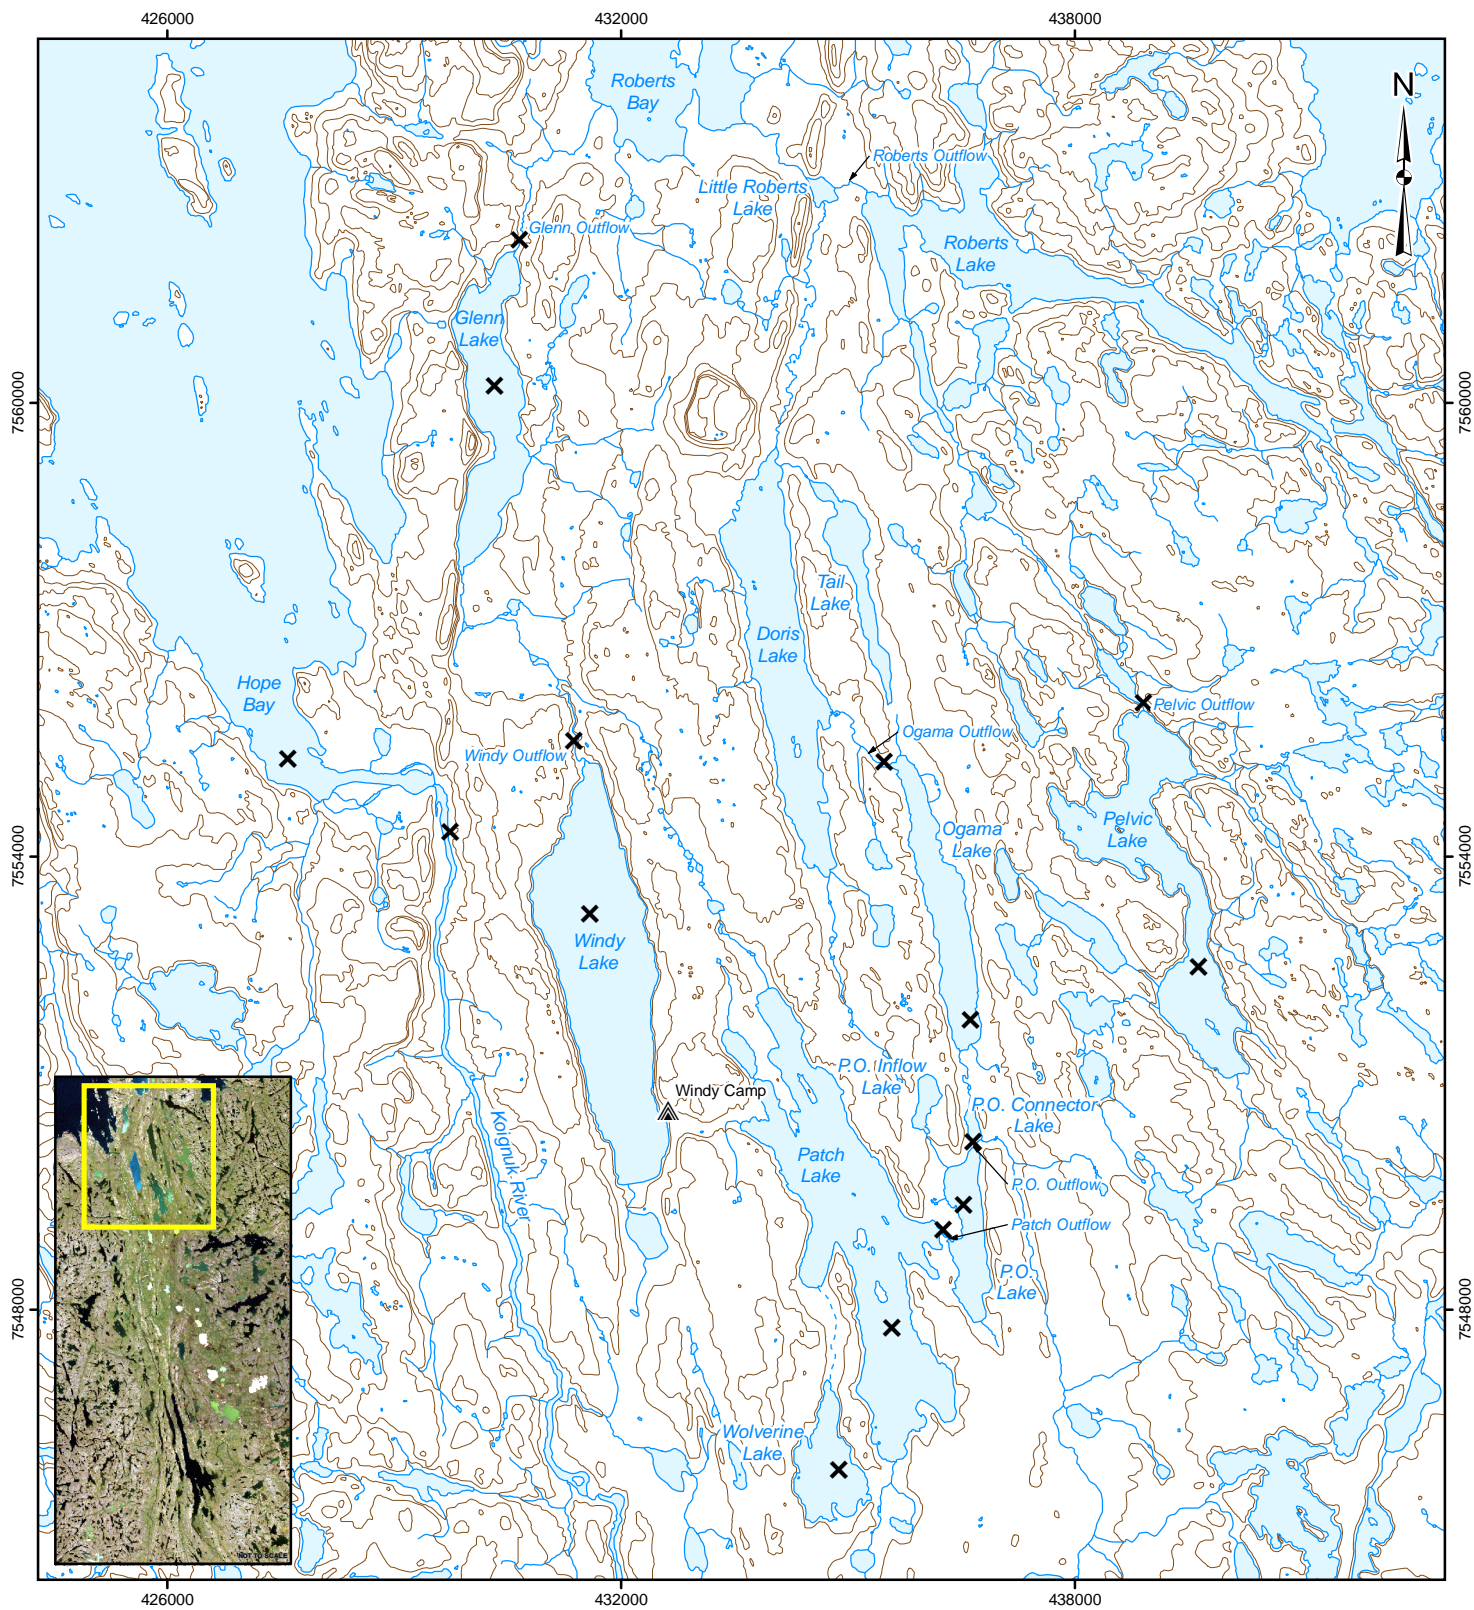 426000
432000
438000
Roberts
Bay
N
Roberts Outflow
Little Roberts
Lake
Glenn Outflow
Roberts
Lake
Glenn
Lake
7560000
7560000
Tail
Lake
Doris
Lake
Hope
Bay
Pelvic Outflow
Ogama Outflow
Windy Outflow
Ogama
Lake
Pelvic
Lake
7554000
7554000
Windy
Lake
P.O. Inflow
Lake
Windy Camp
P.O. Connector
Lake
Koignuk River
Patch
Lake
P.O. Outflow
Patch Outflow
P.O.
Lake
7548000
7548000
Wolverine
Lake
NOT TO SCALE
426000
432000
438000